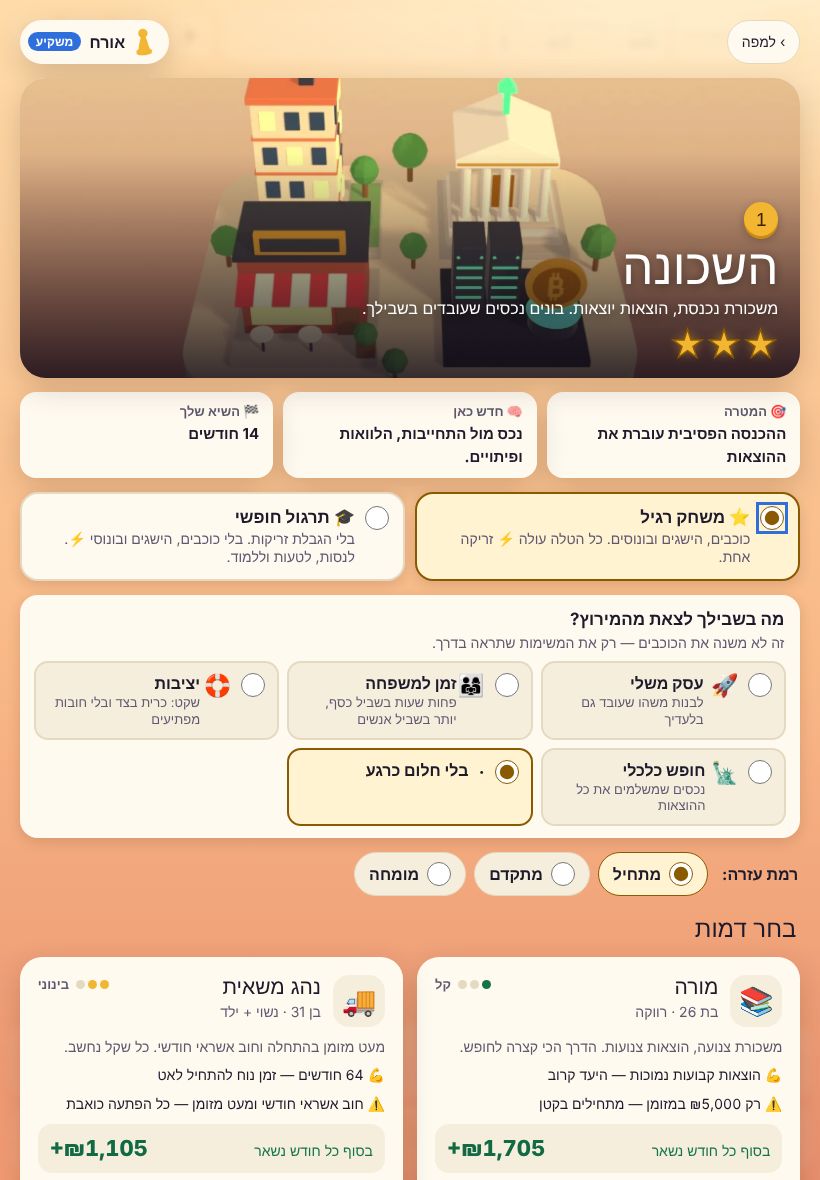 ‹ למפה
אורח משקיע
1
השכונה
משכורת נכנסת, הוצאות יוצאות. בונים נכסים שעובדים בשבילך.
★★★
🎯 המטרה
ההכנסה הפסיבית עוברת את
ההוצאות
🧠 חדש כאן
נכס מול התחייבות, הלוואות
ופיתויים.
🏁 השיא שלך
14 חודשים
⭐ משחק רגיל
כוכבים, הישגים ובונוסים. כל הטלה עולה ⚡ זריקה
אחת.
🎓 תרגול חופשי
בלי הגבלת זריקות. בלי כוכבים, הישגים ובונוסי ⚡.
לנסות, לטעות וללמוד.
מה בשבילך לצאת מהמירוץ?
זה לא משנה את הכוכבים — רק את המשימות שתראה בדרך.
🚀 עסק משלי
לבנות משהו שעובד גם
בלעדיך
👨‍👩‍👧 זמן למשפחה
פחות שעות בשביל כסף,
יותר בשביל אנשים
🛟 יציבות
שקט: כרית בצד ובלי חובות
מפתיעים
🗽 חופש כלכלי
נכסים שמשלמים את כל
ההוצאות
· בלי חלום כרגע
רמת עזרה: מתחיל מתקדם מומחה
בחר דמות
📚 מורה קל
בת 26 · רווקה
משכורת צנועה, הוצאות צנועות. הדרך הכי קצרה לחופש.
💪 הוצאות קבועות נמוכות — היעד קרוב
⚠️ רק ₪5,000 במזומן — מתחילים בקטן
בסוף כל חודש נשאר +₪1,705
🚚 נהג משאית בינוני
בן 31 · נשוי + ילד
מעט מזומן בהתחלה וחוב אשראי חודשי. כל שקל נחשב.
💪 64 חודשים — זמן נוח להתחיל לאט
⚠️ חוב אשראי חודשי ומעט מזומן — כל הפתעה כואבת
בסוף כל חודש נשאר +₪1,105